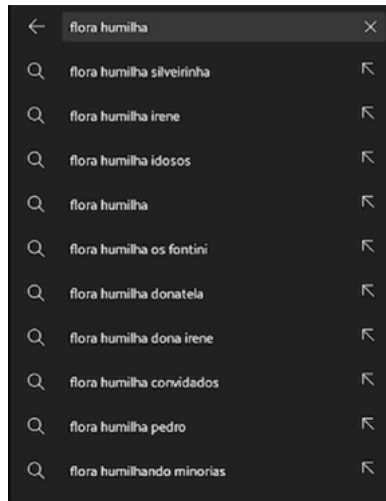 flora humilha
flora humilha silveirinha
flora humilha irene
flora humilha idosos
flora humilha
flora humilha os fontini
flora humilha donatela
flora humilha dona irene
flora humilha convidados
flora humilha pedro
flora humilhando minorias